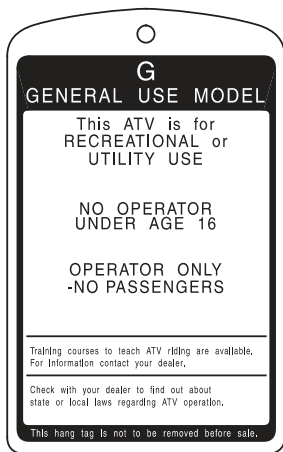 G
GENERAL USE MODEL
This ATV is for
RECREATIONAL or
UTILITY USE
NO OPERATOR
UNDER AGE 16
OPERATOR ONLY
-NO PASSENGERS
Training courses to teach ATV riding are available.
For Information contact your dealer.
Check with your dealer to find out about
state or local laws regarding ATV operation.
This hang tag is not to be removed before sale.